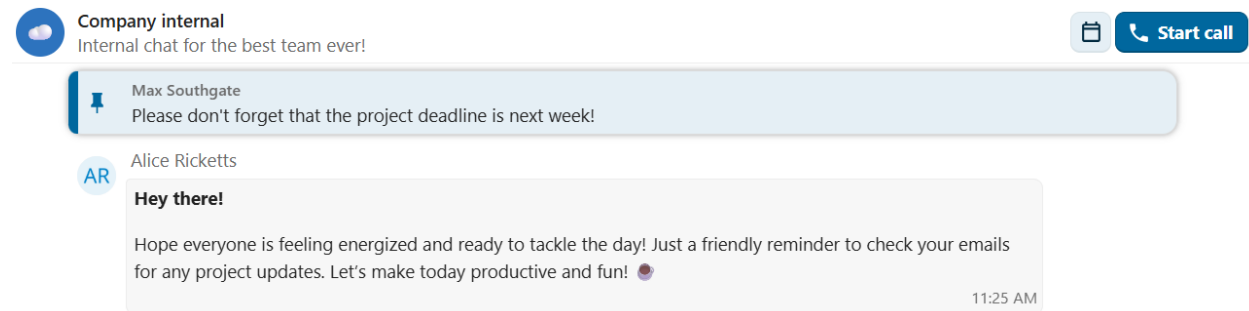 Company internal
Internal chat for the best team ever!
Start call
Max Southgate
Please don't forget that the project deadline is next week!
Alice Ricketts
AR
Hey there!
Hope everyone is feeling energized and ready to tackle the day! Just a friendly reminder to check your emails
for any project updates. Let's make today productive and fun!
11:25 AM